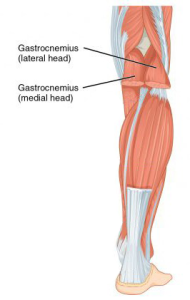 Gastrocnemius
(lateral head)
Gastrocnemius
(medial head)